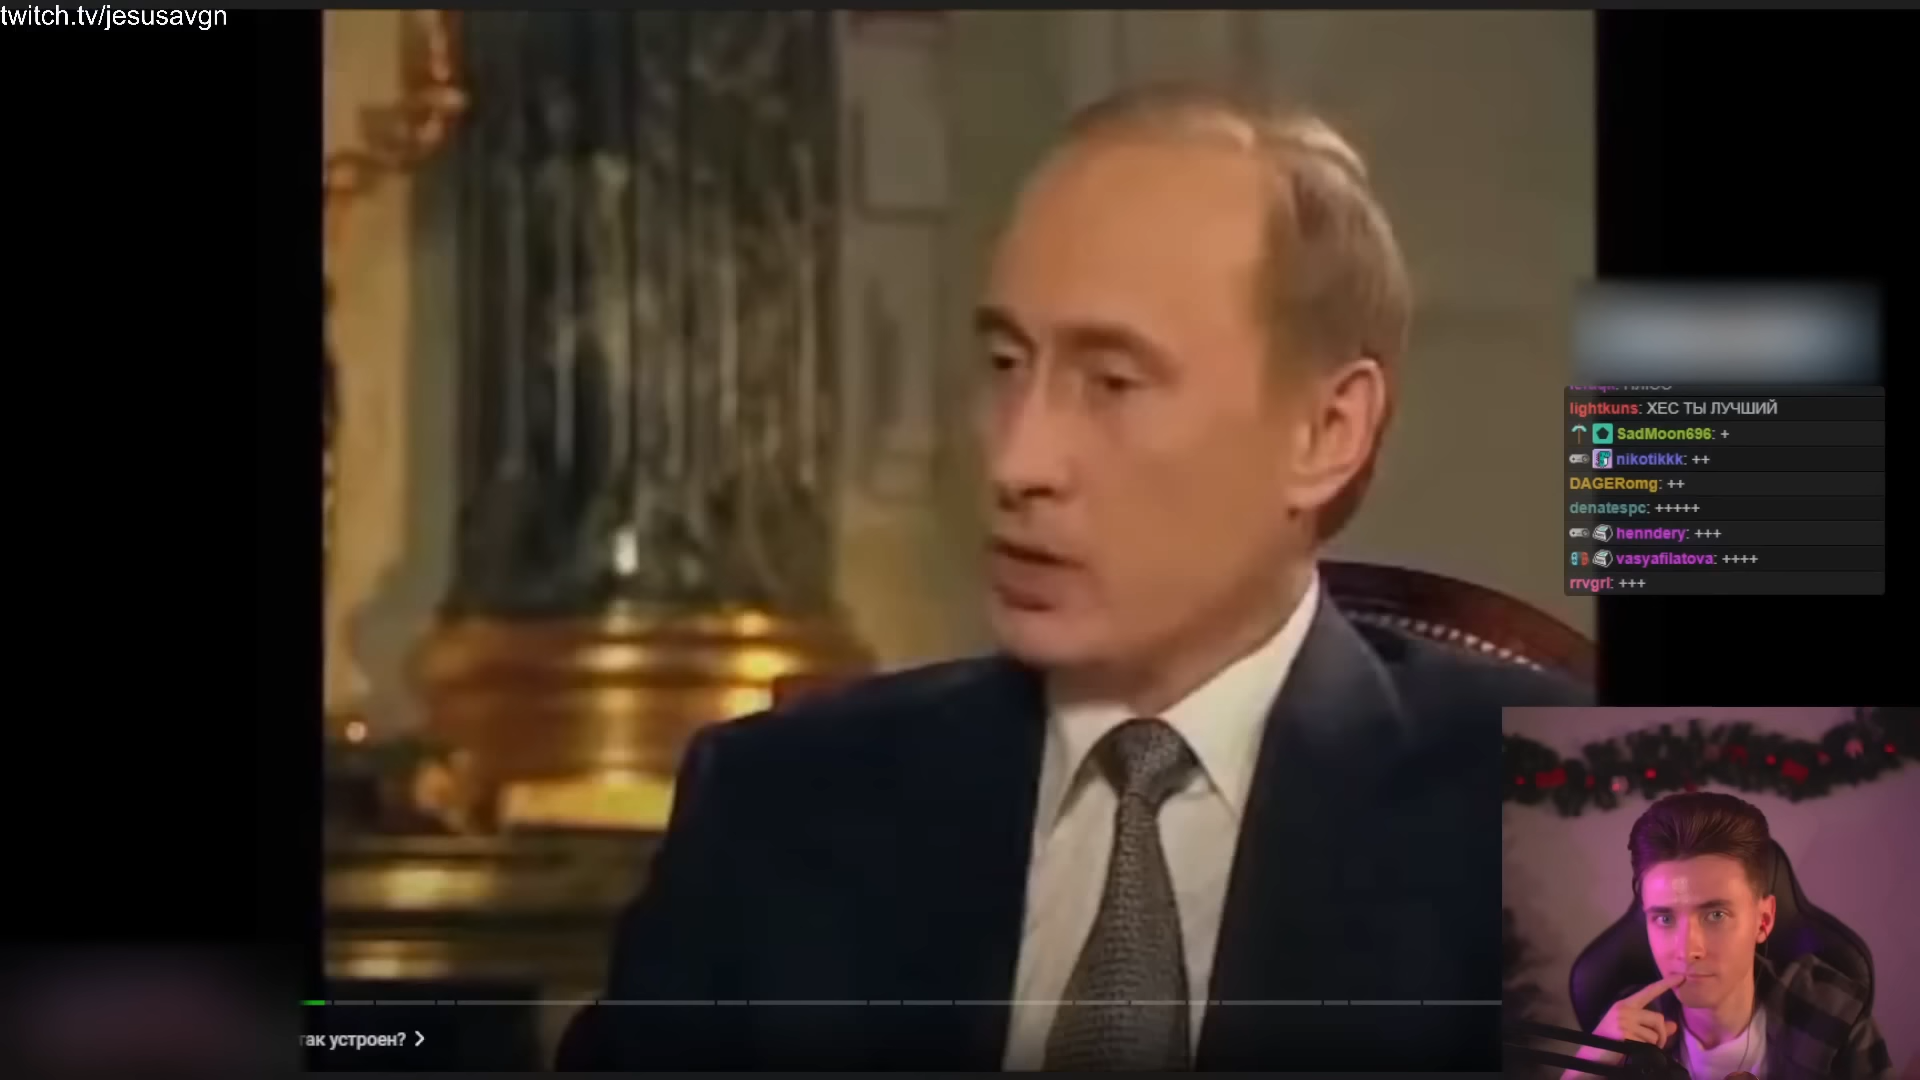 twitch.tv/jesusavgn
lightkuns: ХЕС ТЫ ЛУЧШИЙ
SadMoon696: +
nikotikkk: ++
DAGERomg: ++
denatespc: +++++
henndery: +++
vasyafilatova: ++++
rrvgrl: +++
так устроен?